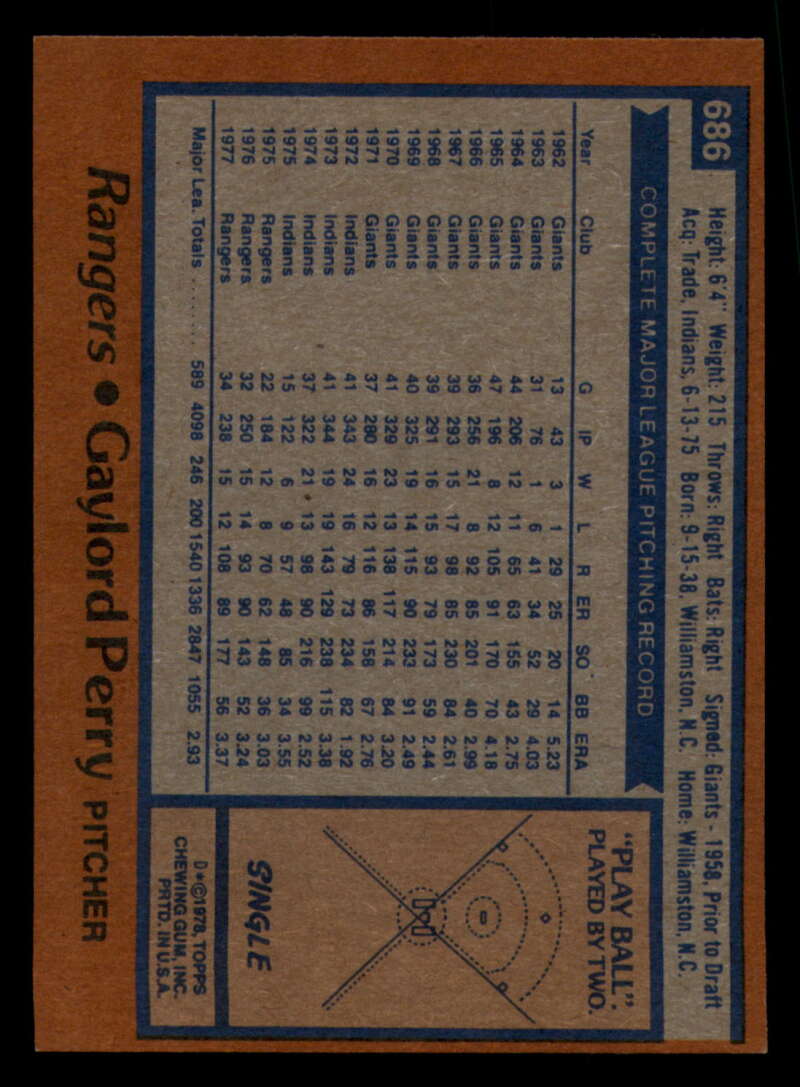 686
Height: 6'4" Weight: 215 Throws: Right Bats: Right Signed: Giants - 1958, Prior to Draft
Acq: Trade, Indians, 6-13-75 Born: 9-15-38, Williamston, N.C. Home: Williamston, N.C.
COMPLETE MAJOR LEAGUE PITCHING RECORD
Year Club G IP W L R ER SO BB ERA
1962 Giants 13 43 3 1 29 25 20 14 5.23
1963 Giants 31 76 1 6 41 34 52 29 4.03
1964 Giants 44 206 12 11 65 63 155 43 2.75
1965 Giants 47 196 8 12 105 91 170 70 4.18
1966 Giants 36 256 21 8 92 85 201 40 2.99
1967 Giants 39 293 15 17 98 85 230 84 2.61
1968 Giants 39 291 16 15 93 79 173 59 2.44
1969 Giants 40 325 19 14 115 90 233 91 2.49
1970 Giants 41 329 23 13 138 117 214 84 3.20
1971 Giants 37 280 16 12 116 86 158 67 2.76
1972 Indians 41 343 24 16 79 73 234 82 1.92
1973 Indians 41 344 19 19 143 129 238 115 3.38
1974 Indians 37 322 21 13 98 90 216 99 2.52
1975 Indians 15 122 6 9 57 48 85 34 3.55
1975 Rangers 22 184 12 8 70 62 148 36 3.03
1976 Rangers 32 250 15 14 93 90 143 52 3.24
1977 Rangers 34 238 15 12 108 89 177 56 3.37
Major Lea. Totals ........ 589 4098 246 200 1540 1336 2847 1055 2.93
"PLAY BALL".
PLAYED BY TWO.
SINGLE
D*©1978, TOPPS
CHEWING GUM, INC.
PRTD. IN U.S.A.
Rangers • Gaylord Perry PITCHER